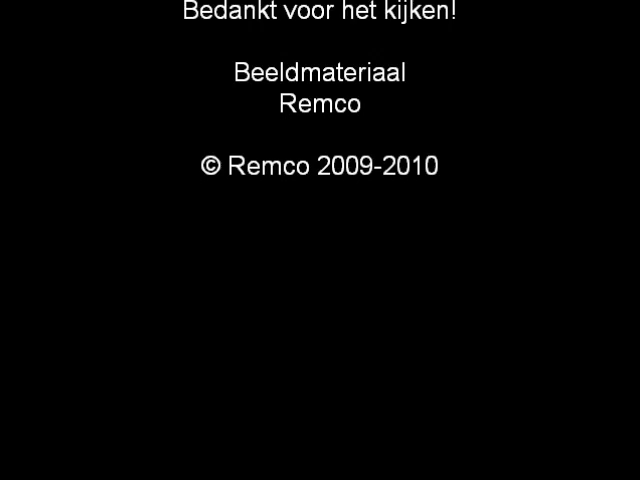 Bedankt voor het kijken!
Beeldmateriaal
Remco
© Remco 2009-2010